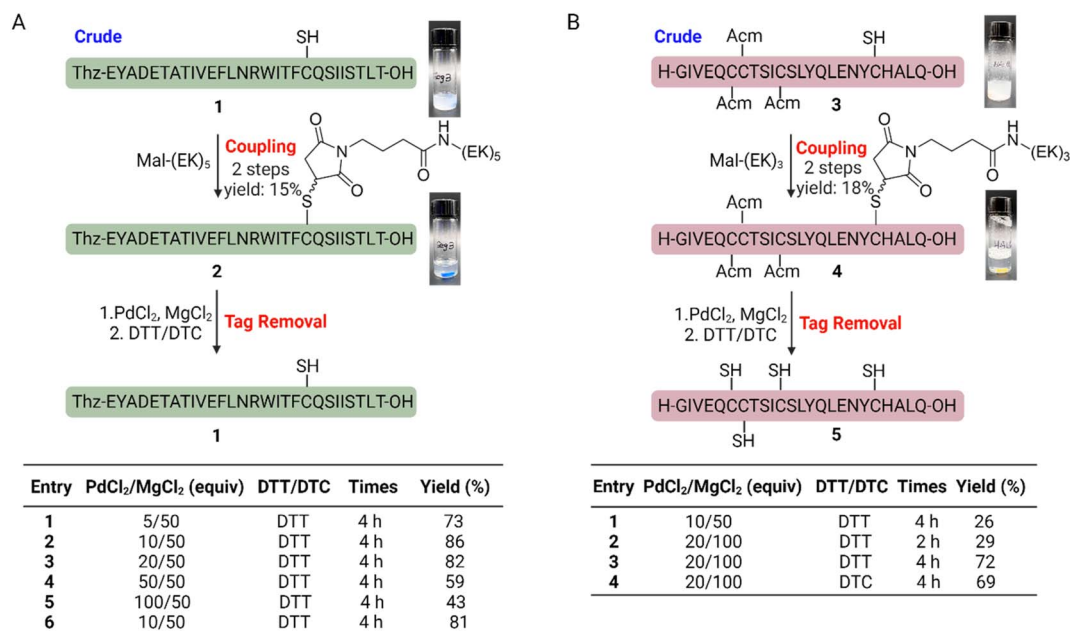 A
Crude
SH
Thz-EYADETATIVEFLNRWITFCQSIISTLT-OH
1
Mal-(EK)5
Coupling
2 steps
yield: 15%
O
N
O
S
O
H
N
(EK)5
Thz-EYADETATIVEFLNRWITFCQSIISTLT-OH
2
1.PdCl2, MgCl2
2. DTT/DTC
Tag Removal
SH
Thz-EYADETATIVEFLNRWITFCQSIISTLT-OH
1
Entry PdCl2/MgCl2 (equiv) DTT/DTC Times Yield (%)
1 5/50 DTT 4 h 73
2 10/50 DTT 4 h 86
3 20/50 DTT 4 h 82
4 50/50 DTT 4 h 59
5 100/50 DTT 4 h 43
6 10/50 DTT 4 h 81
B
Crude
Acm
SH
H-GIVEQCCTSICSLYQLENYCHALQ-OH
Acm Acm
3
Mal-(EK)3
Coupling
2 steps
yield: 18%
O
N
O
S
O
H
N
(EK)3
Acm
H-GIVEQCCTSICSLYQLENYCHALQ-OH
Acm Acm
4
1.PdCl2, MgCl2
2. DTT/DTC
Tag Removal
SH SH SH
H-GIVEQCCTSICSLYQLENYCHALQ-OH
SH
5
Entry PdCl2/MgCl2 (equiv) DTT/DTC Times Yield (%)
1 10/50 DTT 4 h 26
2 20/100 DTT 2 h 29
3 20/100 DTT 4 h 72
4 20/100 DTC 4 h 69